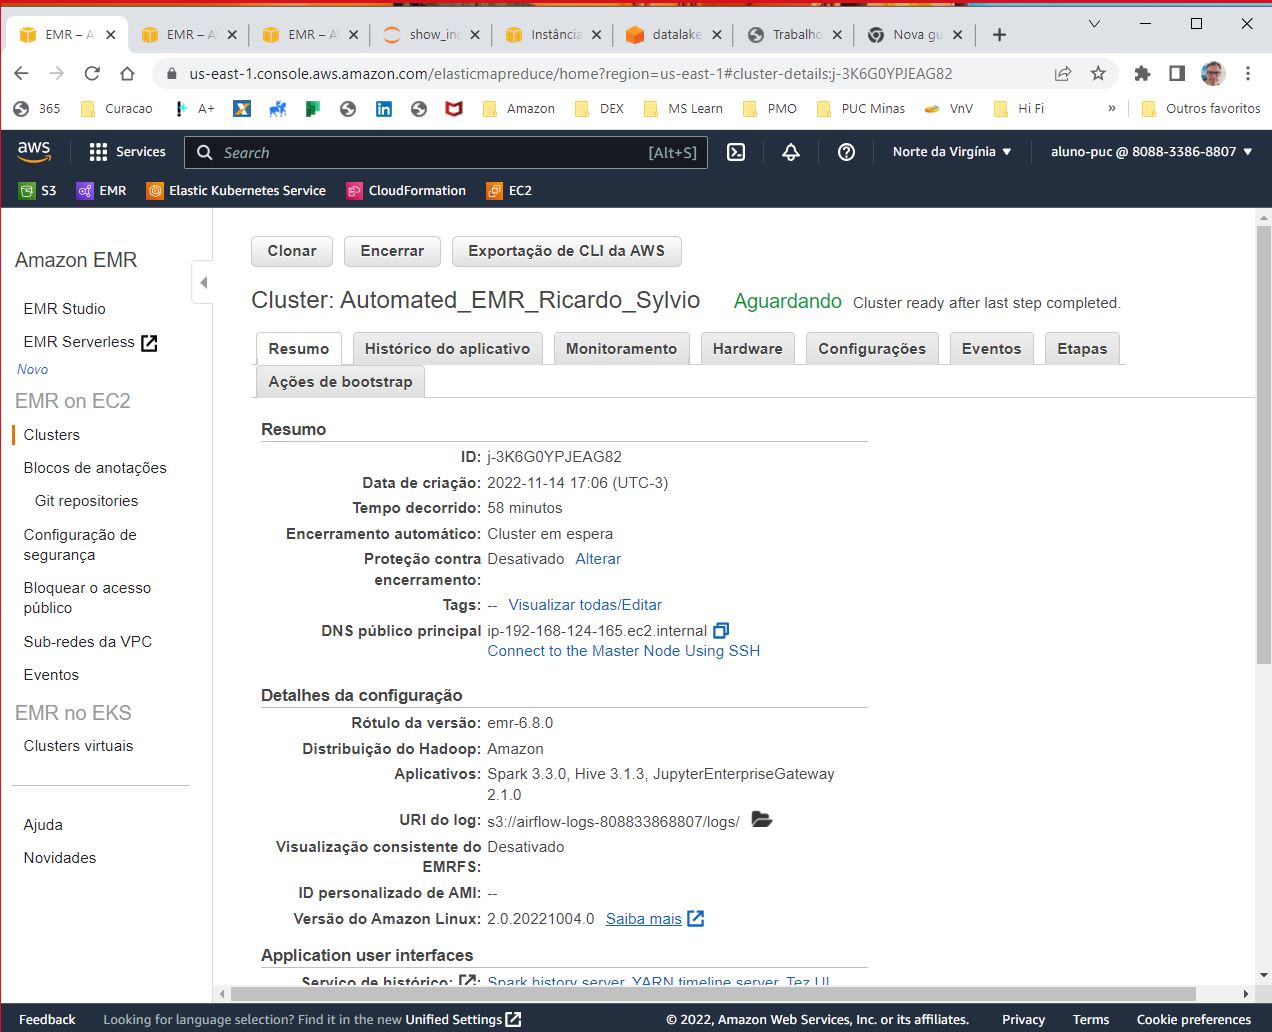 EMR – A
EMR – A
EMR – A
show_in
Instância
datalake
Trabalho
Nova gu
us-east-1.console.aws.amazon.com/elasticmapreduce/home?region=us-east-1#cluster-details:j-3K6G0YPJEAG82
365
Curacao
A+
Amazon
DEX
MS Learn
PMO
PUC Minas
VnV
Hi Fi
»
Outros favoritos
aws
Services
Search
[Alt+S]
Norte da Virgínia
aluno-puc @ 8088-3386-8807
S3
EMR
Elastic Kubernetes Service
CloudFormation
EC2
Amazon EMR
EMR Studio
EMR Serverless
Novo
EMR on EC2
Clusters
Blocos de anotações
Git repositories
Configuração de
segurança
Bloquear o acesso
público
Sub-redes da VPC
Eventos
EMR no EKS
Clusters virtuais
Ajuda
Novidades
Clonar
Encerrar
Exportação de CLI da AWS
Cluster: Automated_EMR_Ricardo_Sylvio
Aguardando
Cluster ready after last step completed.
Resumo
Histórico do aplicativo
Monitoramento
Hardware
Configurações
Eventos
Etapas
Ações de bootstrap
Resumo
ID: j-3K6G0YPJEAG82
Data de criação: 2022-11-14 17:06 (UTC-3)
Tempo decorrido: 58 minutos
Encerramento automático: Cluster em espera
Proteção contra Desativado Alterar
encerramento:
Tags: -- Visualizar todas/Editar
DNS público principal ip-192-168-124-165.ec2.internal
Connect to the Master Node Using SSH
Detalhes da configuração
Rótulo da versão: emr-6.8.0
Distribuição do Hadoop: Amazon
Aplicativos: Spark 3.3.0, Hive 3.1.3, JupyterEnterpriseGateway
2.1.0
URI do log: s3://airflow-logs-808833868807/logs/
Visualização consistente do Desativado
EMRFS:
ID personalizado de AMI: --
Versão do Amazon Linux: 2.0.20221004.0 Saiba mais
Application user interfaces
Serviço de histórico: Spark history server, YARN timeline server, Tez UI
Feedback
Looking for language selection? Find it in the new Unified Settings
© 2022, Amazon Web Services, Inc. or its affiliates.
Privacy
Terms
Cookie preferences